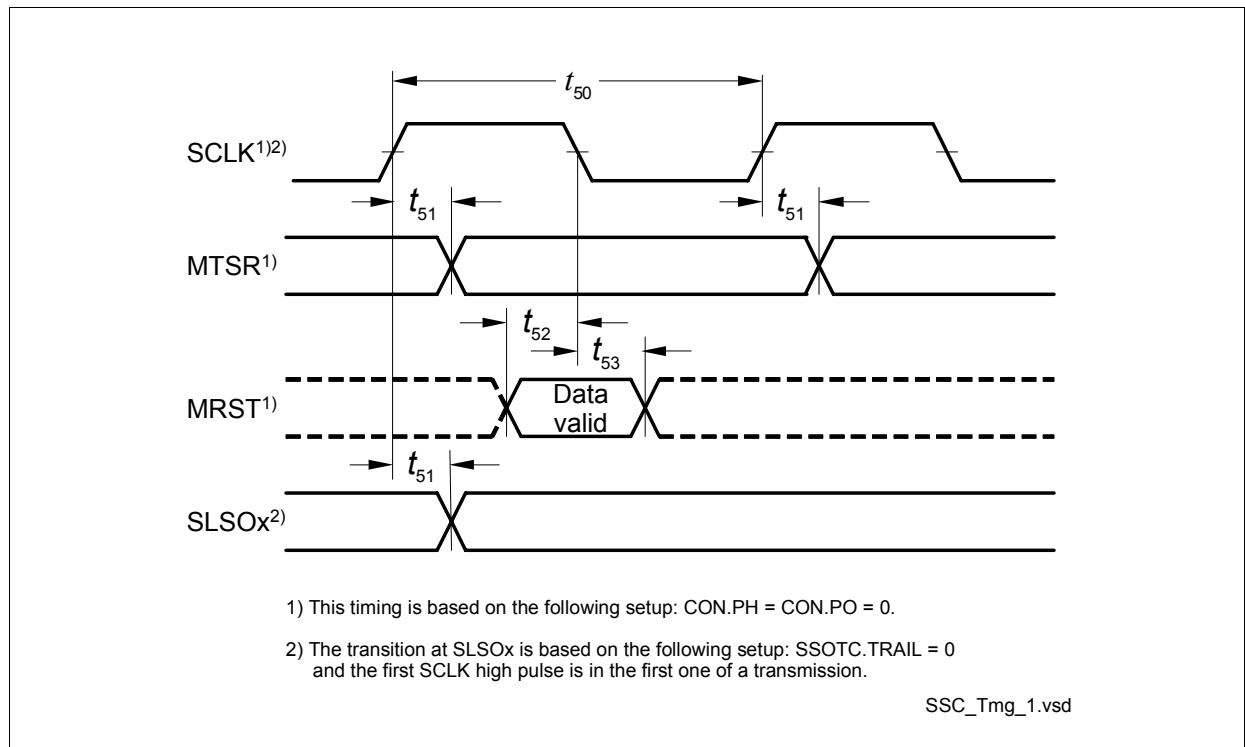 t50
SCLK1)2)
t51
t51
MTSR1)
t52
t53
MRST1)
Data
valid
t51
SLSOx2)
1) This timing is based on the following setup: CON.PH = CON.PO = 0.
2) The transition at SLSOx is based on the following setup: SSOTC.TRAIL = 0
and the first SCLK high pulse is in the first one of a transmission.
SSC_Tmg_1.vsd